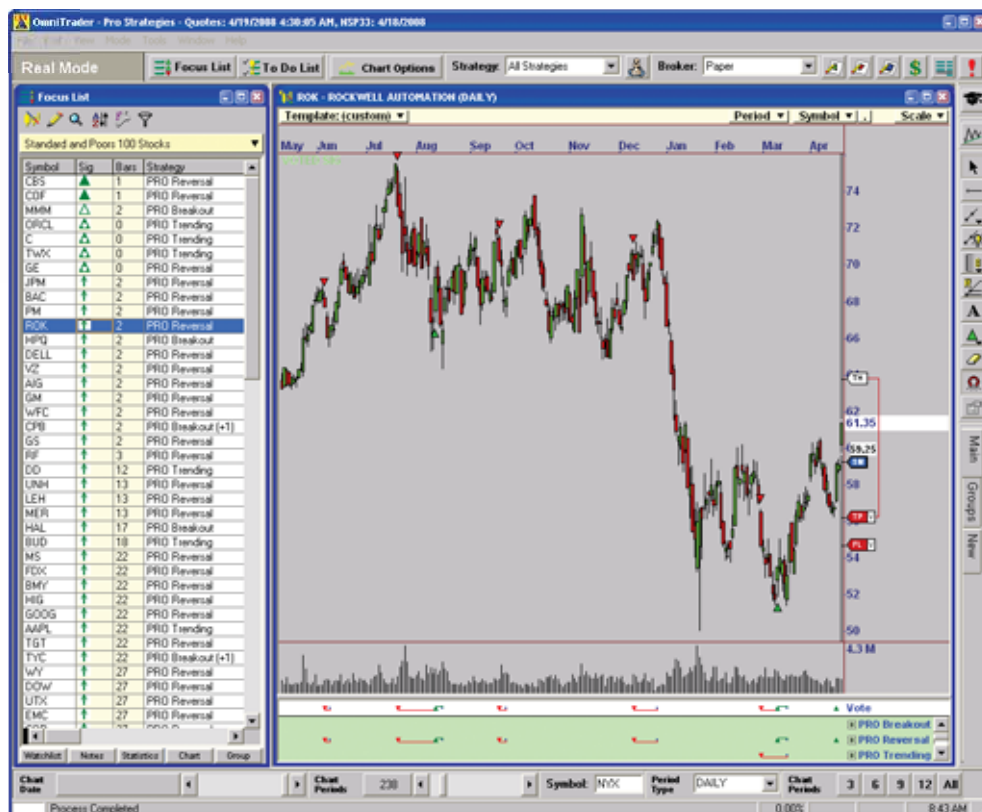 OmniTrader - Pro Strategies - Quotes: 4/19/2008 4:30:05 AM, NSP33: 4/18/2008
Edit View Mode Tools Window Help
Real Mode Focus List To Do List Chart Options Strategy: All Strategies Broker: Paper
Focus List
Standard and Poors 100 Stocks
Symbol Sig Bars Strategy
CBS 1 PRO Reversal
COF 1 PRO Reversal
MMM 2 PRO Breakout
ORCL 0 PRO Trending
C 0 PRO Trending
TWX 0 PRO Trending
GE 0 PRO Reversal
JPM 2 PRO Reversal
BAC 2 PRO Reversal
PM 2 PRO Reversal
ROK 2 PRO Reversal
HPQ 2 PRO Breakout
DELL 2 PRO Reversal
VZ 2 PRO Reversal
AIG 2 PRO Reversal
GM 2 PRO Reversal
WFC 2 PRO Reversal
CPB 2 PRO Breakout (+1)
GS 2 PRO Reversal
RF 3 PRO Reversal
DD 12 PRO Trending
UNH 13 PRO Reversal
LEH 13 PRO Reversal
MER 13 PRO Reversal
HAL 17 PRO Breakout
BUD 18 PRO Trending
MS 22 PRO Reversal
FDX 22 PRO Reversal
BMY 22 PRO Reversal
HIG 22 PRO Reversal
GOOG 22 PRO Reversal
AAPL 22 PRO Trending
TGT 22 PRO Reversal
TYC 22 PRO Breakout (+1)
WY 27 PRO Reversal
DOW 27 PRO Reversal
UTX 27 PRO Reversal
EMC 27 PRO Reversal
Watchlist Notes Statistics Chart Group
ROK - ROCKWELL AUTOMATION (DAILY)
Template: (custom) Period Symbol Scale
May Jun Jul Aug Sep Oct Nov Dec Jan Feb Mar Apr
74
72
70
68
66
62
61.35
59.25
58
TP
PL
54
52
50
4.3 M
Vote
PRO Breakout
PRO Reversal
PRO Trending
A
Main
Groups
New
Chart Date Chart Periods 238 Symbol: NYX Period Type DAILY Chart Periods 3 6 9 12 All
Process Completed 0.00% 8:43 AM